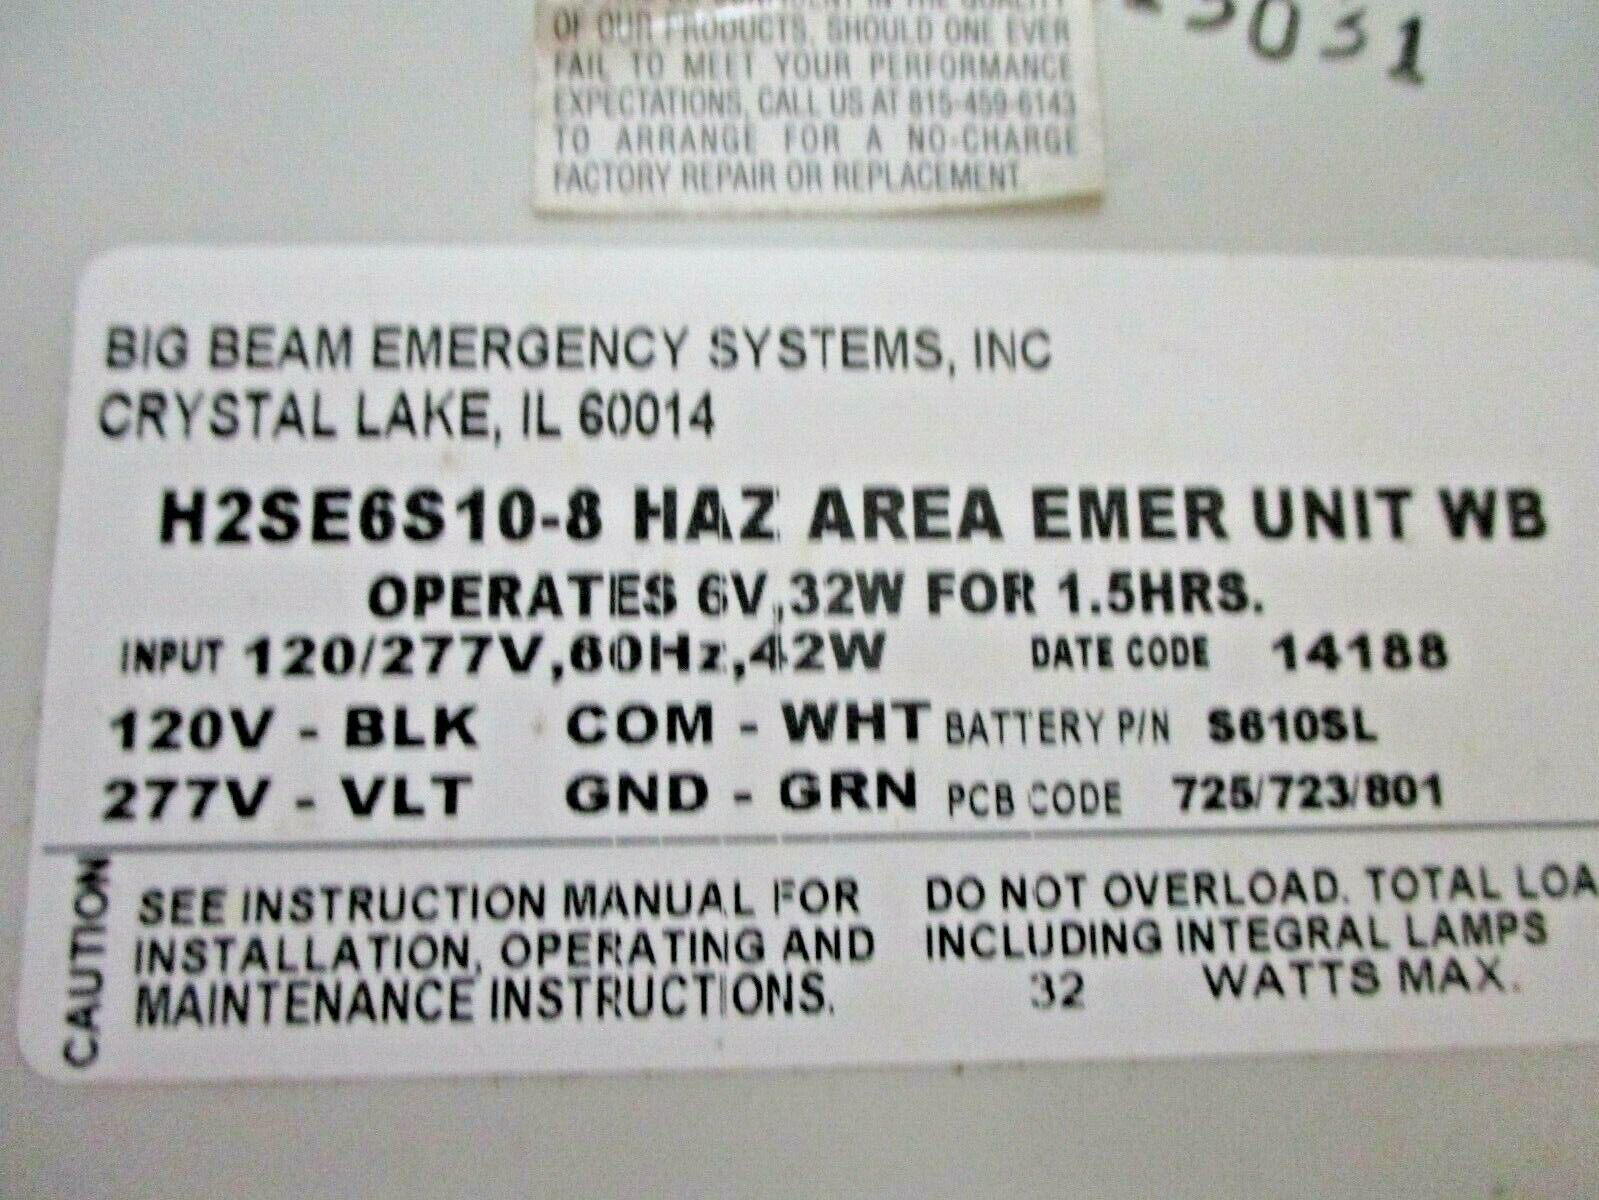 IN THE QUALITY
OF OUR PRODUCTS, SHOULD ONE EVER
FAIL TO MEET YOUR PERFORMANCE
EXPECTATIONS, CALL US AT 815-459-6143
TO ARRANGE FOR A NO-CHARGE
FACTORY REPAIR OR REPLACEMENT
5031
BIG BEAM EMERGENCY SYSTEMS, INC
CRYSTAL LAKE, IL 60014
H2SE6S10-8 HAZ AREA EMER UNIT WB
OPERATES 6V,32W FOR 1.5HRS.
INPUT 120/277V,60Hz,42W DATE CODE 14188
120V - BLK COM - WHT BATTERY P/N S610SL
277V - VLT GND - GRN PCB CODE 725/723/801
CAUTION
SEE INSTRUCTION MANUAL FOR
INSTALLATION, OPERATING AND
MAINTENANCE INSTRUCTIONS.
DO NOT OVERLOAD. TOTAL LOA
INCLUDING INTEGRAL LAMPS
32 WATTS MAX.